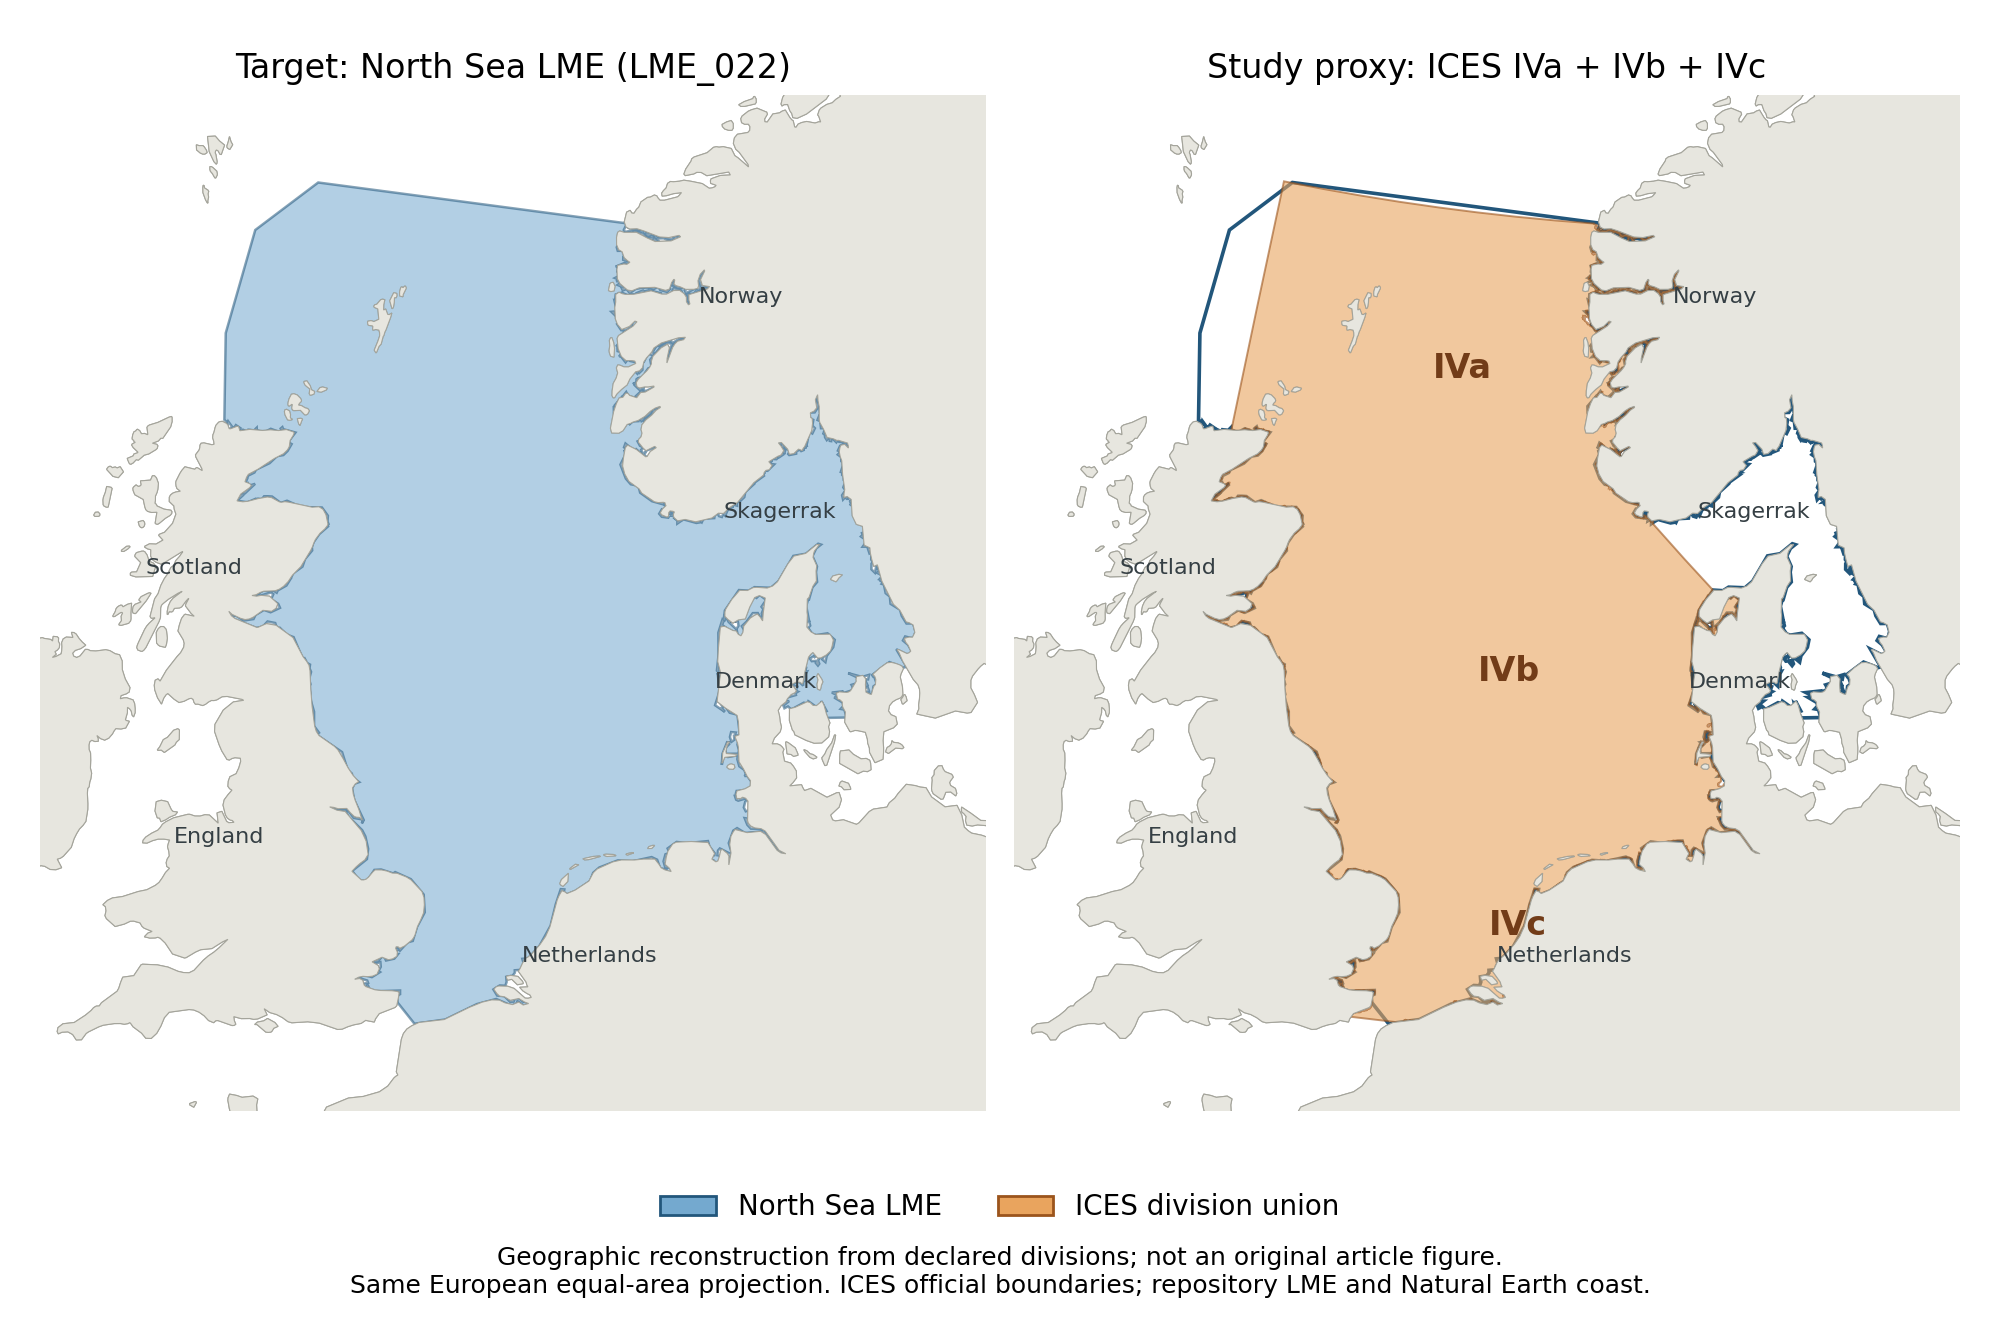 Target: North Sea LME (LME_022)
Norway
Skagerrak
Scotland
Denmark
England
Netherlands
Study proxy: ICES IVa + IVb + IVc
Norway
IVa
Skagerrak
Scotland
IVb
Denmark
England
IVc
Netherlands
North Sea LME
ICES division union
Geographic reconstruction from declared divisions; not an original article figure.
Same European equal-area projection. ICES official boundaries; repository LME and Natural Earth coast.